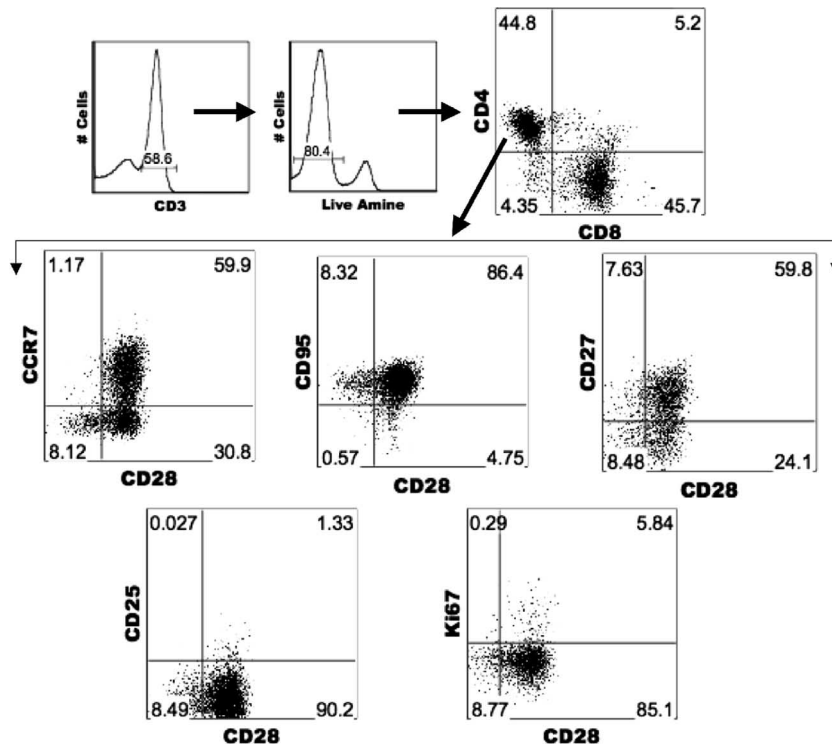 44.8 5.2
# Cells
58.6
CD3
# Cells
80.4
Live Amine
CD4
4.35 45.7
CD8
1.17 59.9
CCR7
8.12 30.8
CD28
8.32 86.4
CD95
0.57 4.75
CD28
7.63 59.8
CD27
8.48 24.1
CD28
0.027 1.33
CD25
8.49 90.2
CD28
0.29 5.84
Ki67
8.77 85.1
CD28